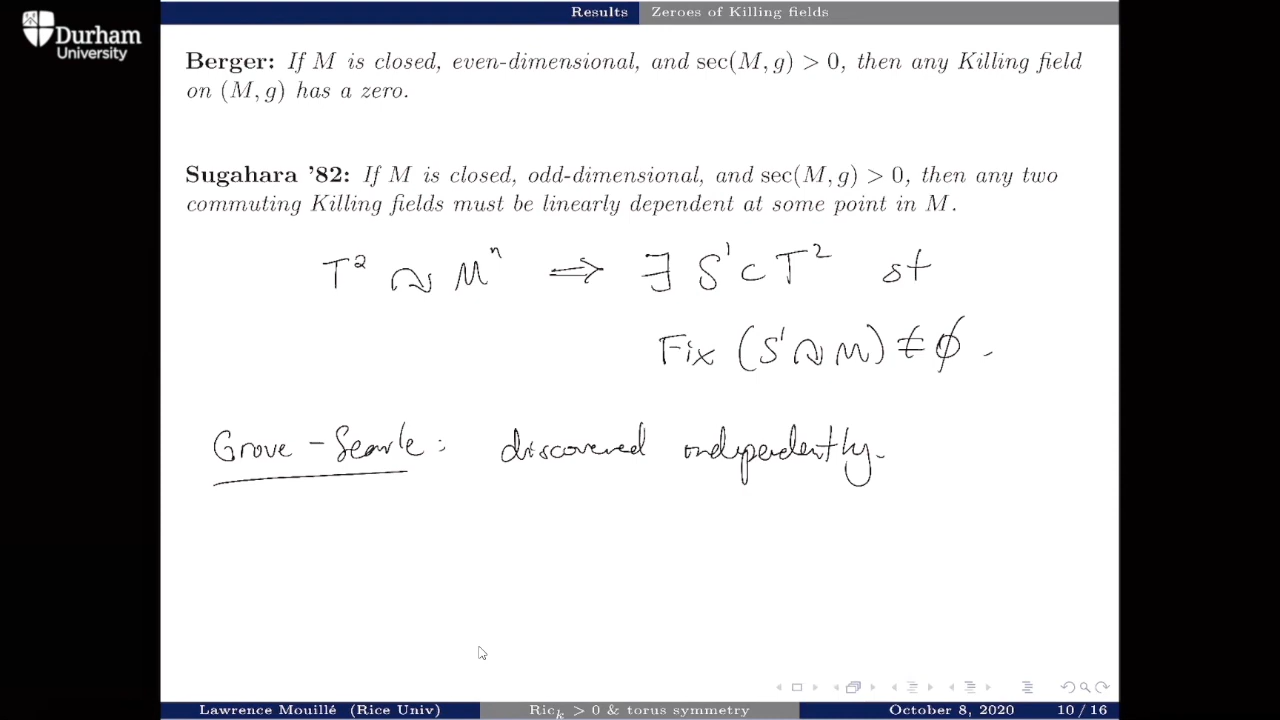 Durham
University
Results Zeroes of Killing fields
Berger: If M is closed, even-dimensional, and sec(M, g) > 0, then any Killing field
on (M, g) has a zero.
Sugahara '82: If M is closed, odd-dimensional, and sec(M, g) > 0, then any two
commuting Killing fields must be linearly dependent at some point in M.
T² ↷ Mⁿ ⟹ ∃ S¹ ⊂ T² st
Fix (S¹ ↷ M) ≠ ∅.
Grove-Searle: discovered independently.
Lawrence Mouillé (Rice Univ) Ricₖ > 0 & torus symmetry October 8, 2020 10 / 16